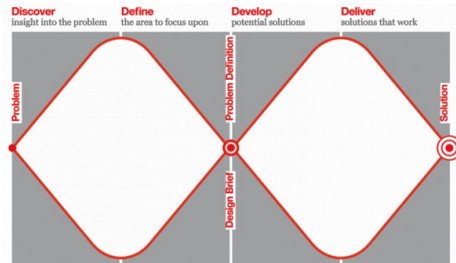 Discover
insight into the problem
Define
the area to focus upon
Develop
potential solutions
Deliver
solutions that work
Problem
Problem Definition
Design Brief
Solution